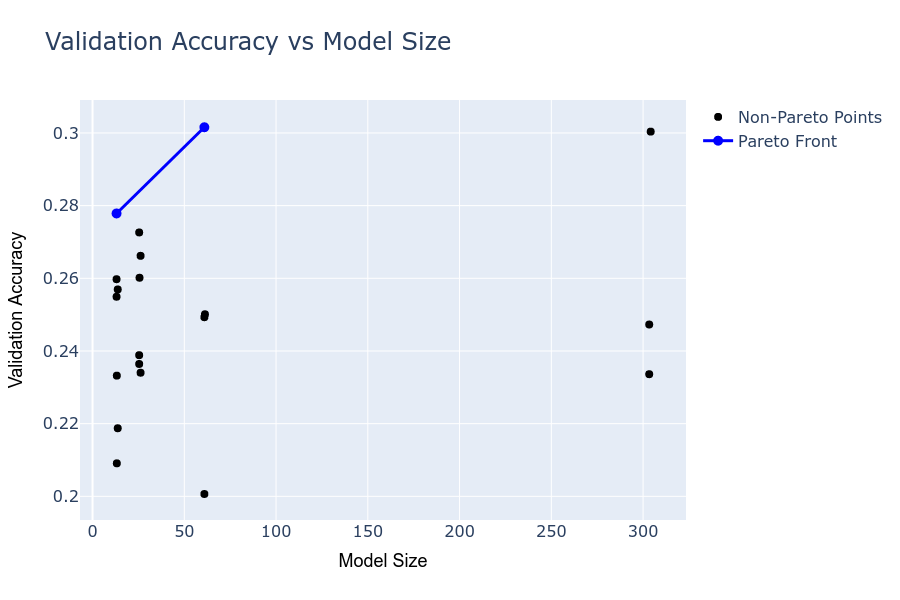 Validation Accuracy vs Model Size
Non-Pareto Points
Pareto Front
Validation Accuracy
0.3
0.28
0.26
0.24
0.22
0.2
0
50
100
150
200
250
300
Model Size